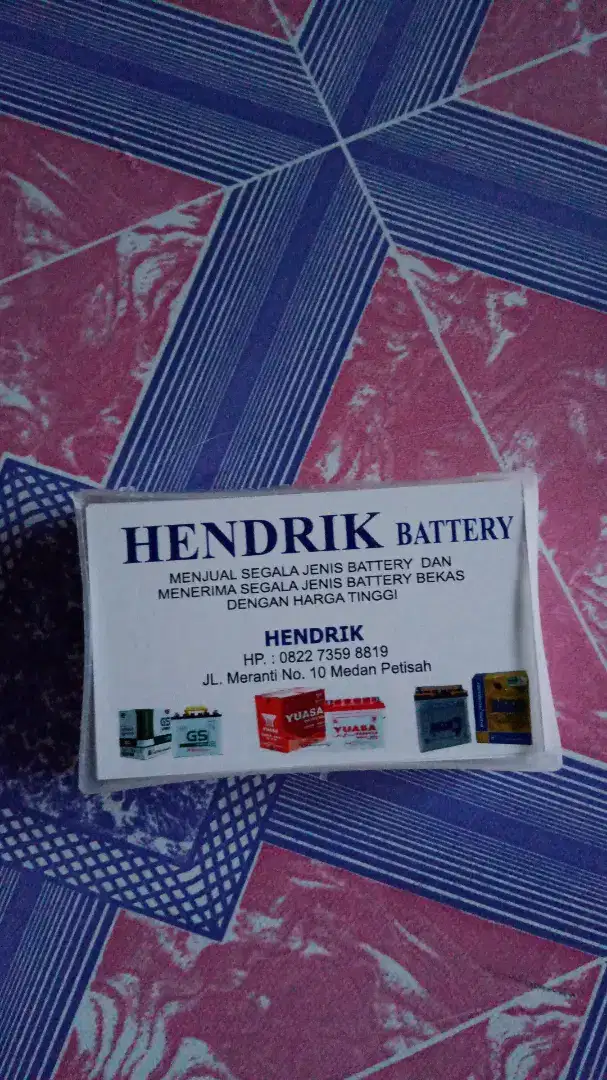 HENDRIK BATTERY
MENJUAL SEGALA JENIS BATTERY DAN
MENERIMA SEGALA JENIS BATTERY BEKAS
DENGAN HARGA TINGGI
HENDRIK
HP. : 0822 7359 8819
JL. Meranti No. 10 Medan Petisah
GS
YUASA
YUASA